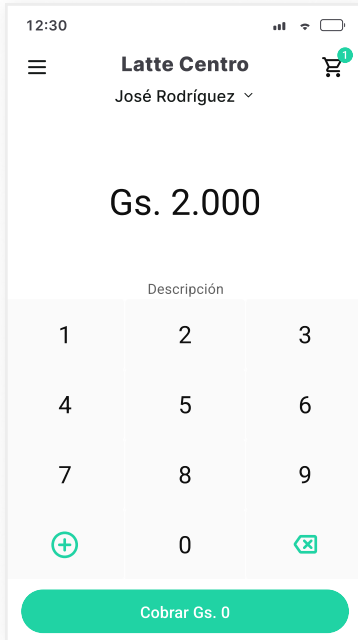 12:30
1
Latte Centro
José Rodríguez
Gs. 2.000
Descripción
1 2 3
4 5 6
7 8 9
0
Cobrar Gs. 0